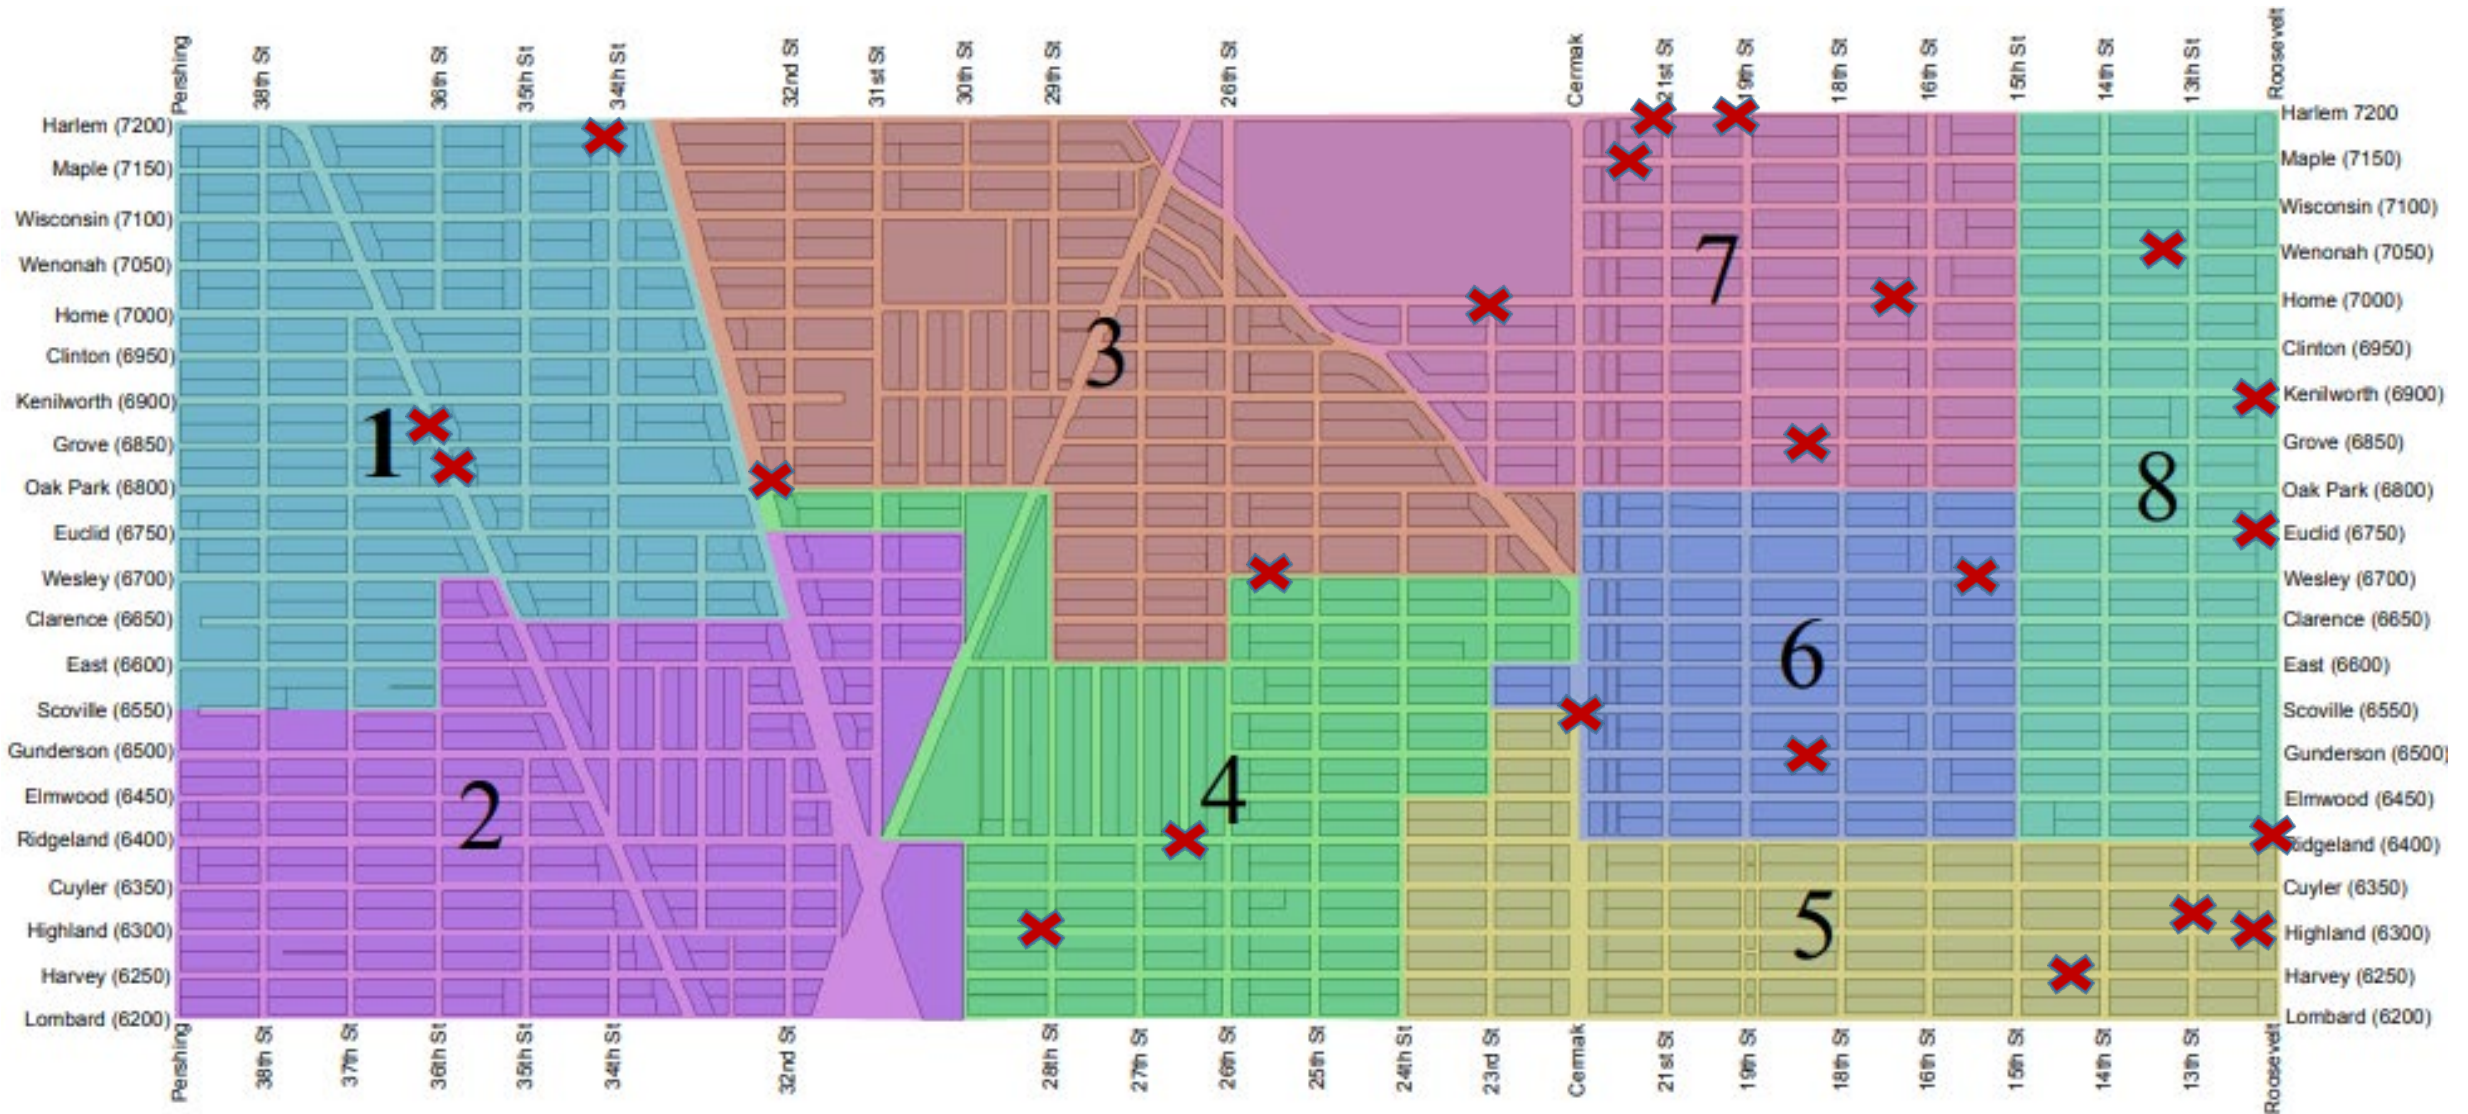 Pershing
38th St
36th St
35th St
34th St
32nd St
31st St
30th St
29th St
26th St
Cermak
21st St
19th St
18th St
16th St
15th St
14th St
13th St
Roosevelt
Harlem (7200)
Maple (7150)
Wisconsin (7100)
Wenonah (7050)
Home (7000)
Clinton (6950)
Kenilworth (6900)
Grove (6850)
Oak Park (6800)
Euclid (6750)
Wesley (6700)
Clarence (6650)
East (6600)
Scoville (6550)
Gunderson (6500)
Elmwood (6450)
Ridgeland (6400)
Cuyler (6350)
Highland (6300)
Harvey (6250)
Lombard (6200)
1
2
3
4
5
6
7
8
Harlem 7200
Maple (7150)
Wisconsin (7100)
Wenonah (7050)
Home (7000)
Clinton (6950)
Kenilworth (6900)
Grove (6850)
Oak Park (6800)
Euclid (6750)
Wesley (6700)
Clarence (6650)
East (6600)
Scoville (6550)
Gunderson (6500)
Elmwood (6450)
Ridgeland (6400)
Cuyler (6350)
Highland (6300)
Harvey (6250)
Lombard (6200)
Pershing
38th St
37th St
36th St
35th St
34th St
32nd St
28th St
27th St
26th St
25th St
24th St
23rd St
Cermak
21st St
19th St
18th St
16th St
15th St
14th St
13th St
Roosevelt